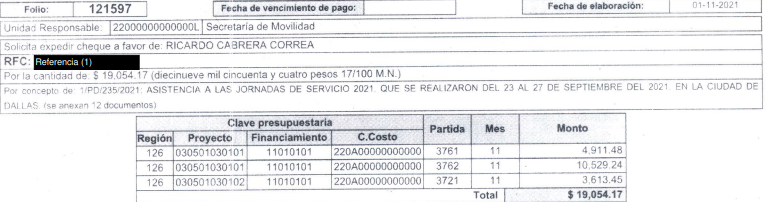 Folio: 121597 Fecha de vencimiento de pago: Fecha de elaboración: 01-11-2021
Unidad Responsable: 22000000000000L Secretaría de Movilidad
Solicita expedir cheque a favor de: RICARDO CABRERA CORREA
RFC: Referencia (1)
Por la cantidad de: $ 19,054.17 (diecinueve mil cincuenta y cuatro pesos 17/100 M.N.)
Por concepto de: 1/PD/235/2021; ASISTENCIA A LAS JORNADAS DE SERVICIO 2021. QUE SE REALIZARON DEL 23 AL 27 DE SEPTIEMBRE DEL 2021. EN LA CIUDAD DE
DALLAS. (se anexan 12 documentos)
Clave presupuestaria Partida Mes Monto
Región Proyecto Financiamiento C.Costo
126 030501030101 11010101 220A00000000000 3761 11 4,911.48
126 030501030101 11010101 220A00000000000 3762 11 10,529.24
126 030501030102 11010101 220A00000000000 3721 11 3,613.45
Total $ 19,054.17